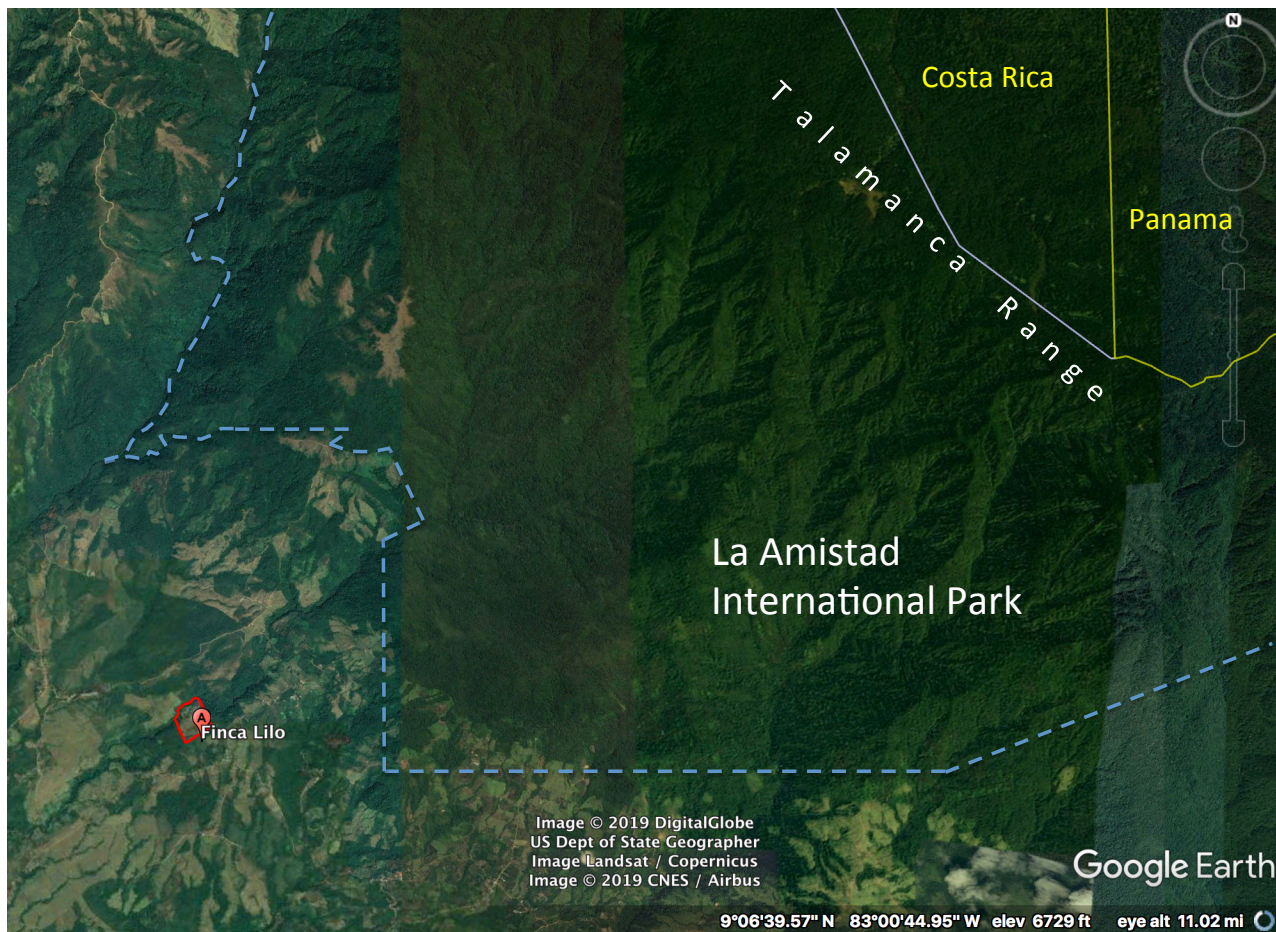 N
Costa Rica
Talamanca Range
Panama
La Amistad
International Park
A
Finca Lilo
Image © 2019 DigitalGlobe
US Dept of State Geographer
Image Landsat / Copernicus
Image © 2019 CNES / Airbus
Google Earth
9°06'39.57" N 83°00'44.95" W elev 6729 ft eye alt 11.02 mi